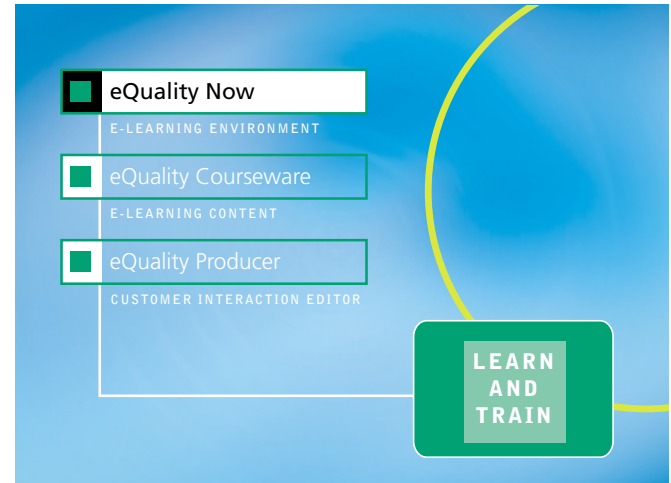 eQuality Now
E-LEARNING ENVIRONMENT
eQuality Courseware
E-LEARNING CONTENT
eQuality Producer
CUSTOMER INTERACTION EDITOR
LEARN
AND
TRAIN